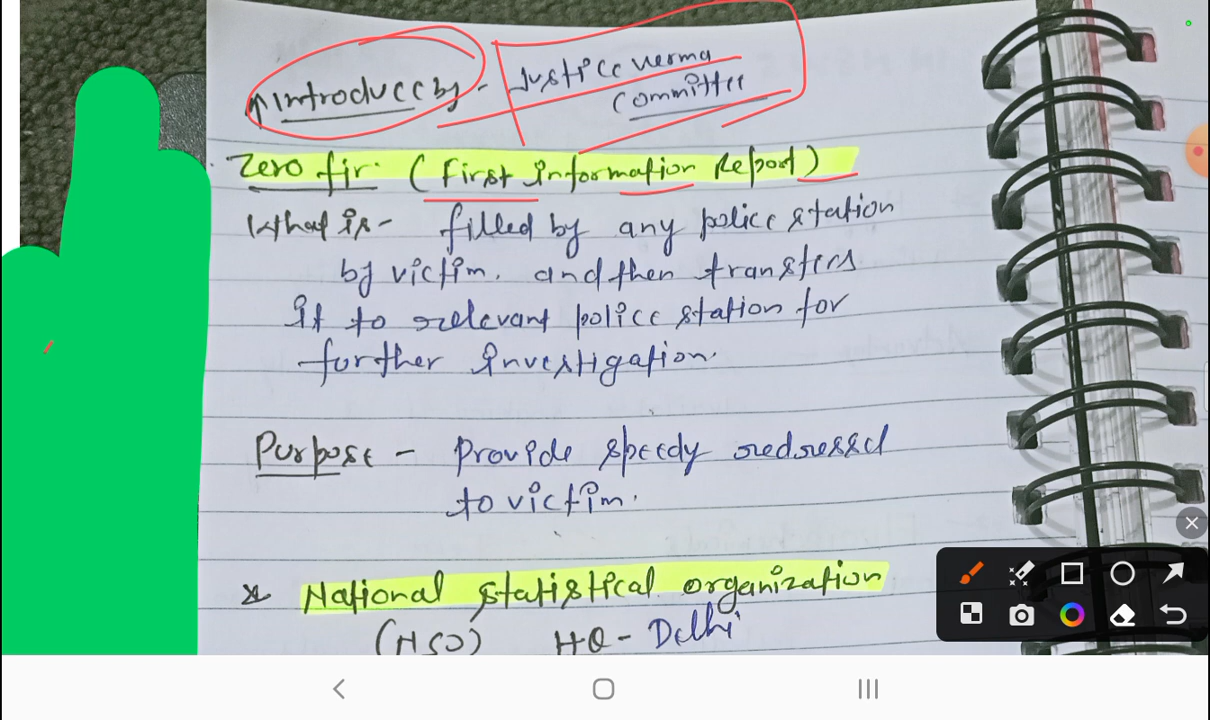 Introduce by - Justice verma
committee
Zero fir. (First Information Report)
What is - filled by any police station
by victim. and then transfers
it to relevant police station for
further investigation.
Purpose - provide speedy redressed
to victim.
National statistical organization
(NSO) HQ - Delhi